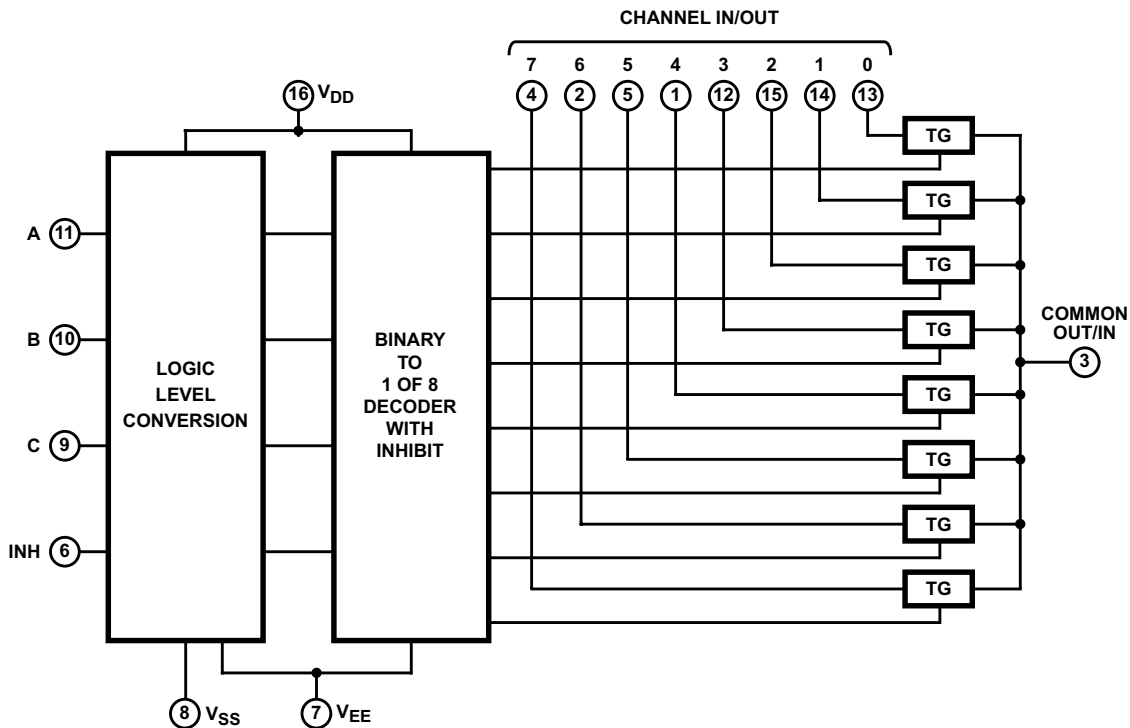 CHANNEL IN/OUT
7 6 5 4 3 2 1 0
4 2 5 1 12 15 14 13
16 VDD
TG
TG
TG
TG
TG
TG
TG
TG
A 11
B 10
C 9
INH 6
LOGIC
LEVEL
CONVERSION
BINARY
TO
1 OF 8
DECODER
WITH
INHIBIT
COMMON
OUT/IN
3
8 VSS
7 VEE